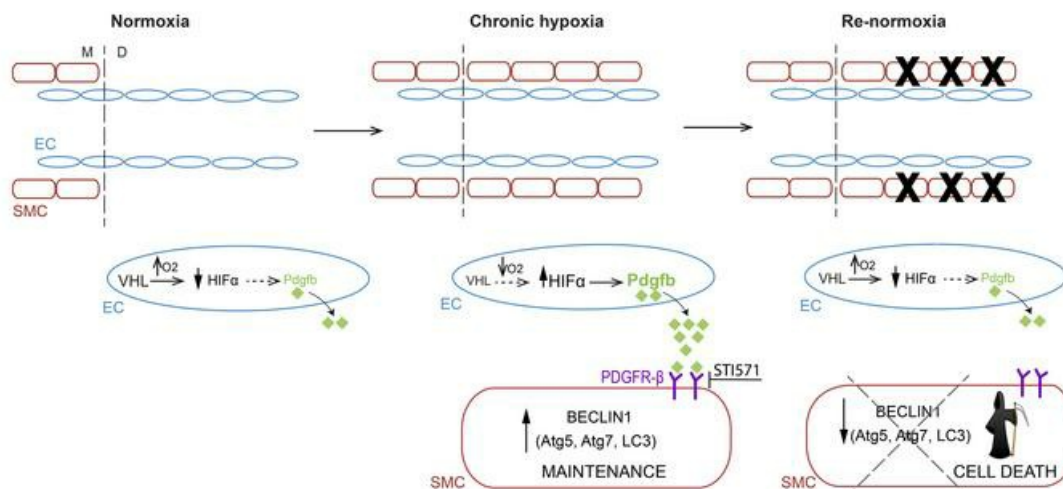 Normoxia
Chronic hypoxia
Re-normoxia
M D
EC
SMC
VHL O2 HIFα Pdgfb
EC
VHL O2 HIFα Pdgfb
EC
PDGFR-β STI571
BECLIN1
(Atg5, Atg7, LC3)
MAINTENANCE
SMC
VHL O2 HIFα Pdgfb
EC
BECLIN1
(Atg5, Atg7, LC3)
CELL DEATH
SMC